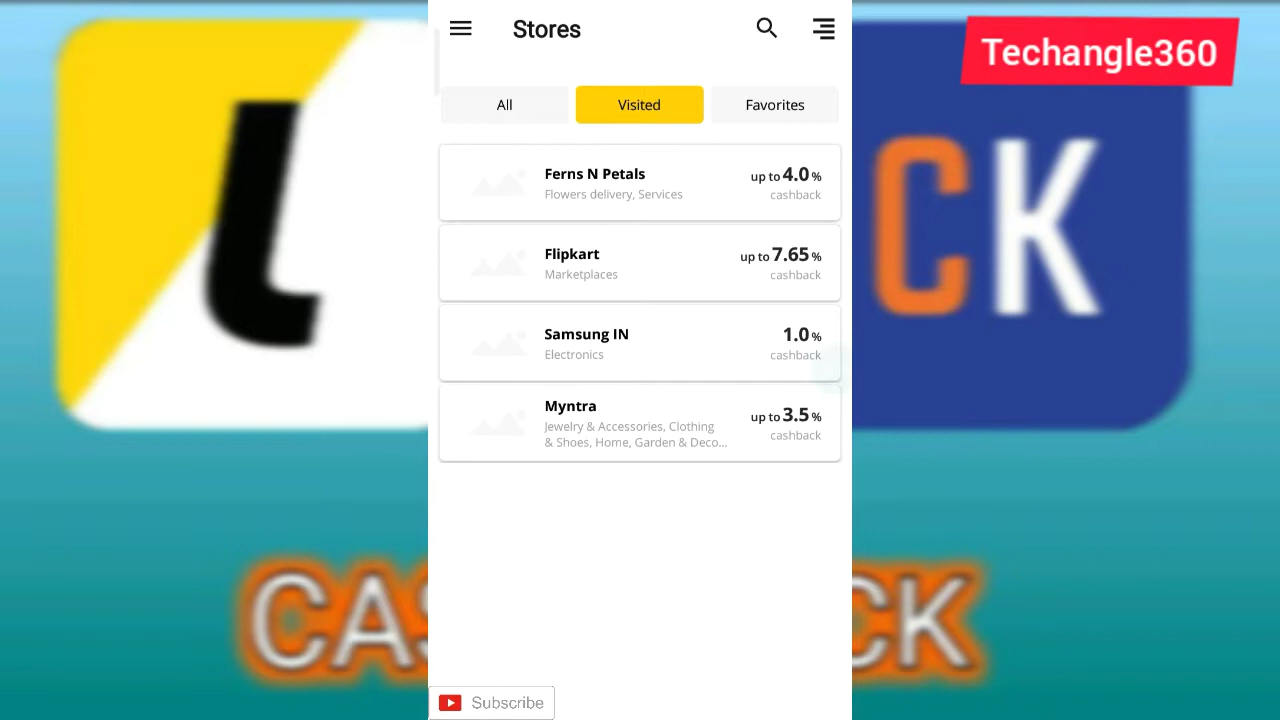 Stores
Techangle360
All
Visited
Favorites
Ferns N Petals
Flowers delivery, Services
up to 4.0 %
cashback
Flipkart
Marketplaces
up to 7.65 %
cashback
Samsung IN
Electronics
1.0 %
cashback
Myntra
Jewelry & Accessories, Clothing
& Shoes, Home, Garden & Deco...
up to 3.5 %
cashback
L
CK
CAS
CK
Subscribe